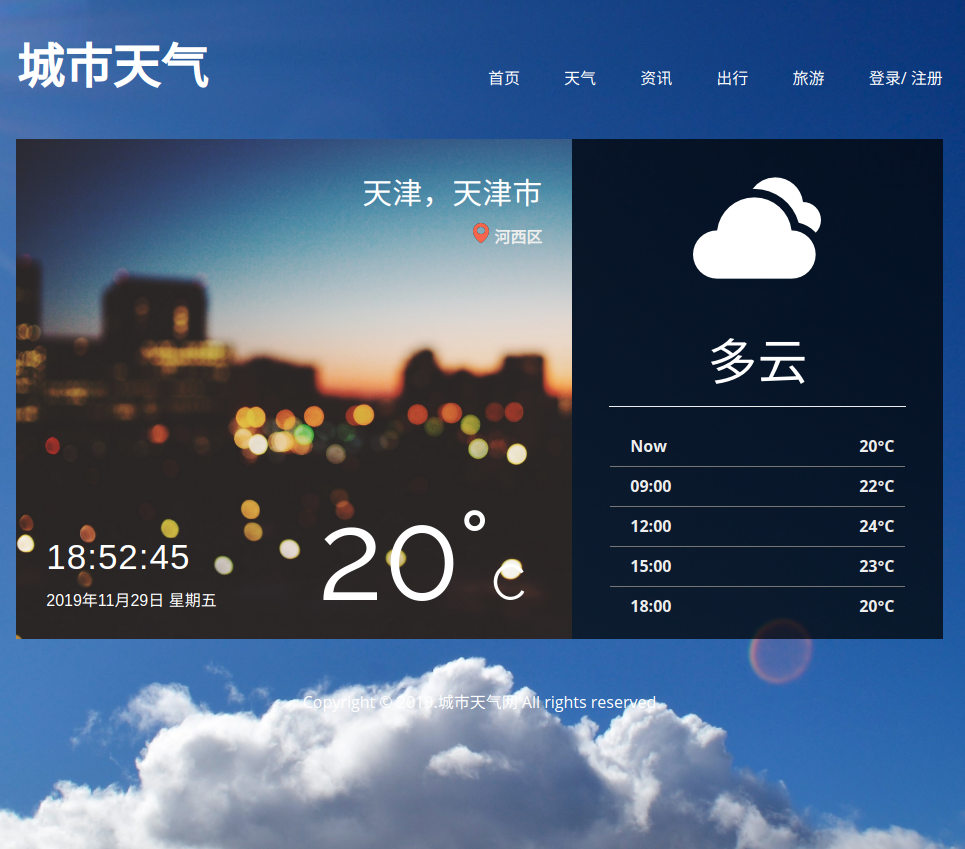 城市天气
首页 天气 资讯 出行 旅游 登录/ 注册
天津，天津市
河西区
18:52:45
2019年11月29日 星期五
20°C
多云
Now 20°C
09:00 22°C
12:00 24°C
15:00 23°C
18:00 20°C
Copyright © 2019.城市天气网 All rights reserved.